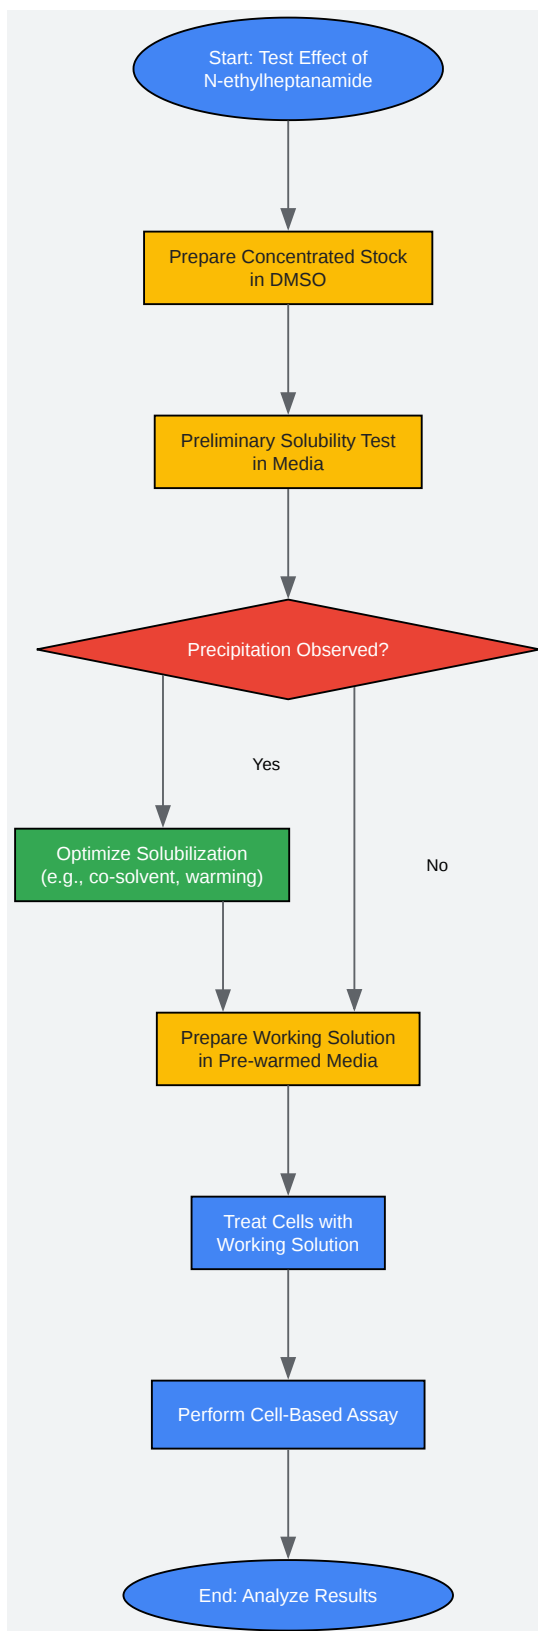 Start: Test Effect of
N-ethylheptanamide
Prepare Concentrated Stock
in DMSO
Preliminary Solubility Test
in Media
Precipitation Observed?
Yes
Optimize Solubilization
(e.g., co-solvent, warming)
No
Prepare Working Solution
in Pre-warmed Media
Treat Cells with
Working Solution
Perform Cell-Based Assay
End: Analyze Results